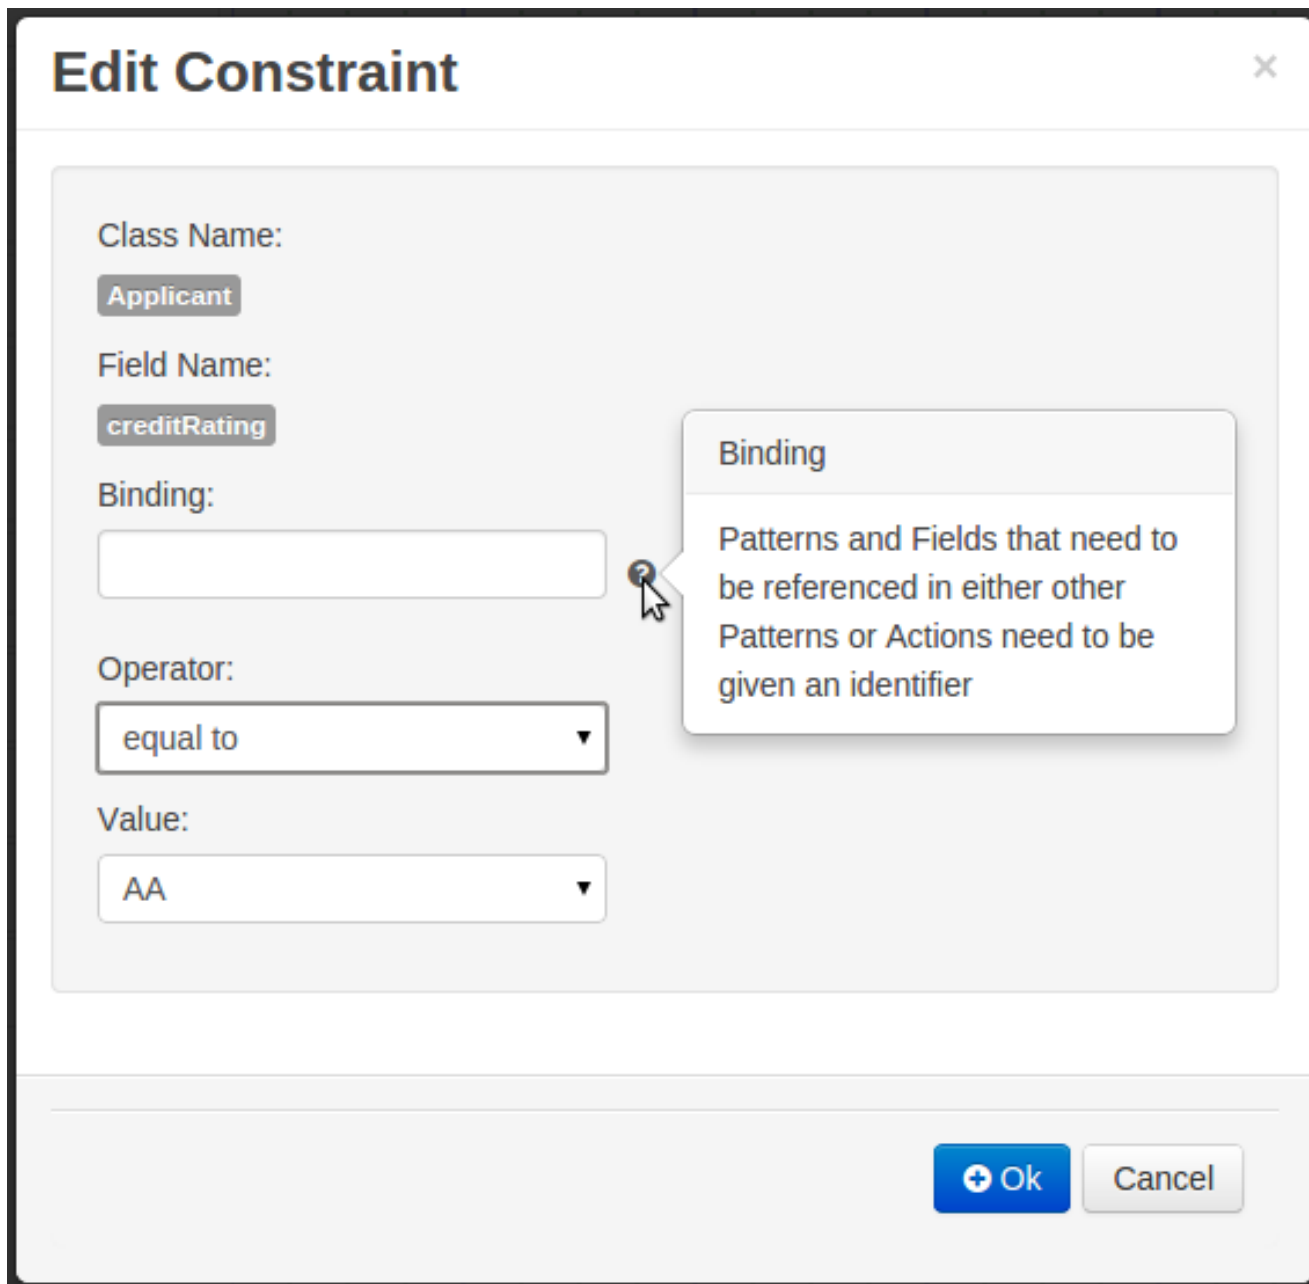 Edit Constraint
×
Class Name:
Applicant
Field Name:
creditRating
Binding:
?
Binding
Patterns and Fields that need to
be referenced in either other
Patterns or Actions need to be
given an identifier
Operator:
equal to
Value:
AA
Ok
Cancel